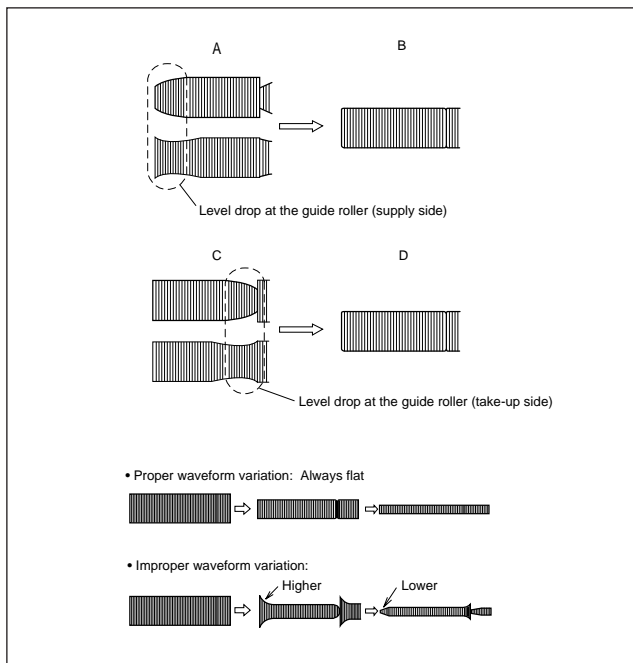 A
B
Level drop at the guide roller (supply side)
C
D
Level drop at the guide roller (take-up side)
• Proper waveform variation: Always flat
• Improper waveform variation:
Higher
Lower